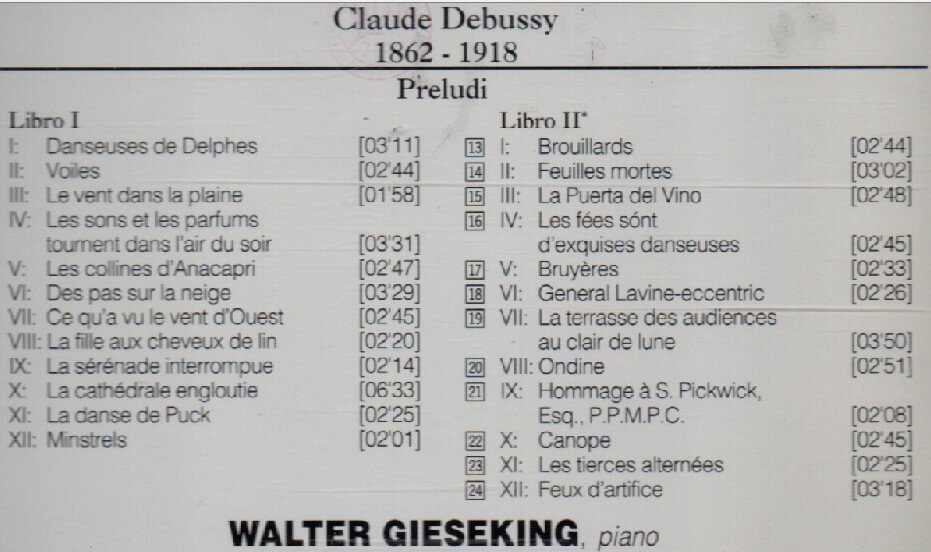 Claude Debussy
1862 - 1918
Preludi
Libro I
I: Danseuses de Delphes [03'11]
II: Voiles [02'44]
III: Le vent dans la plaine [01'58]
IV: Les sons et les parfums
tournent dans l'air du soir [03'31]
V: Les collines d'Anacapri [02'47]
VI: Des pas sur la neige [03'29]
VII: Ce qu'a vu le vent d'Ouest [02'45]
VIII: La fille aux cheveux de lin [02'20]
IX: La sérénade interrompue [02'14]
X: La cathédrale engloutie [06'33]
XI: La danse de Puck [02'25]
XII: Minstrels [02'01]
Libro II*
13 I: Brouillards [02'44]
14 II: Feuilles mortes [03'02]
15 III: La Puerta del Vino [02'48]
16 IV: Les fées sónt
d'exquises danseuses [02'45]
17 V: Bruyères [02'33]
18 VI: General Lavine-eccentric [02'26]
19 VII: La terrasse des audiences
au clair de lune [03'50]
20 VIII: Ondine [02'51]
21 IX: Hommage à S. Pickwick,
Esq., P.P.M.P.C. [02'08]
22 X: Canope [02'45]
23 XI: Les tierces alternées [02'25]
24 XII: Feux d'artifice [03'18]
WALTER GIESEKING, piano